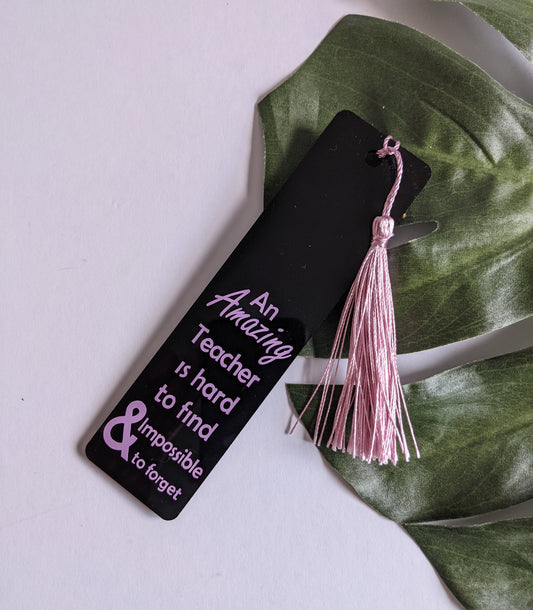 An
Amazing
Teacher
is hard
to find
& Impossible
to forget